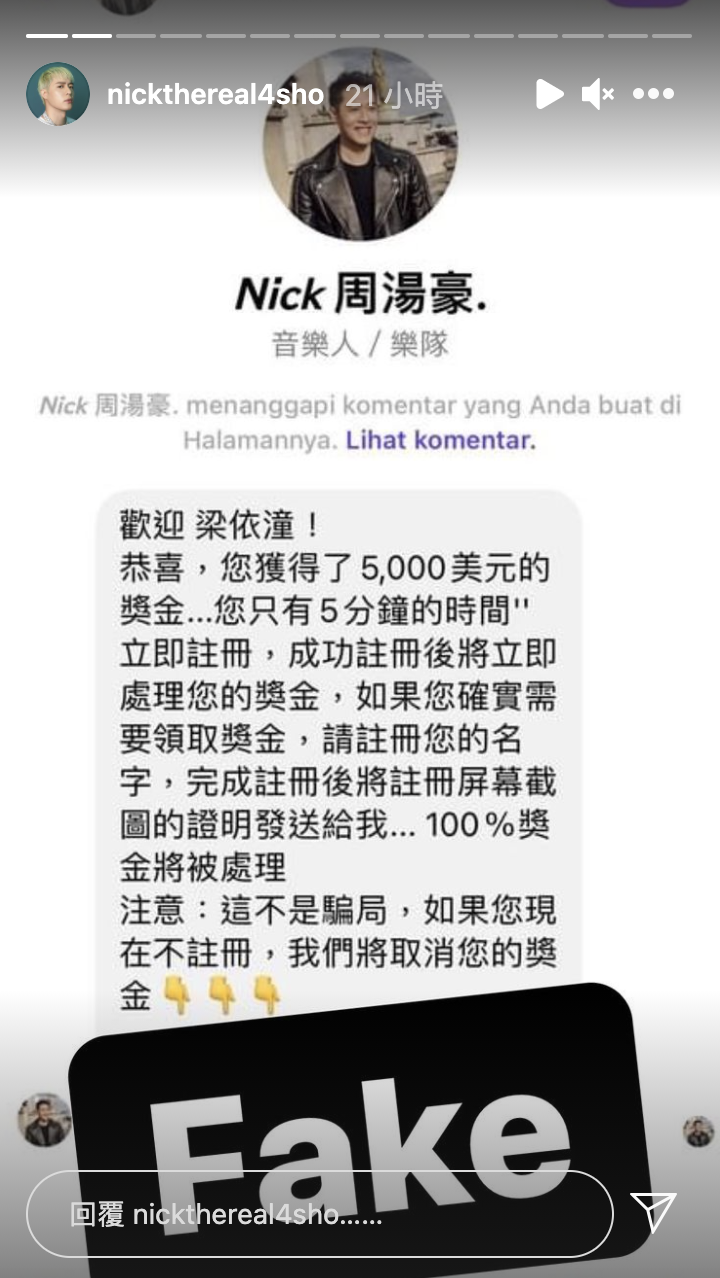 nickthereal4sho 21 小時
Nick 周湯豪.
音樂人 / 樂隊
Nick 周湯豪. menanggapi komentar yang Anda buat di
Halamannya. Lihat komentar.
歡迎 梁依潼！
恭喜，您獲得了5,000美元的
獎金...您只有5分鐘的時間"
立即註冊，成功註冊後將立即
處理您的獎金，如果您確實需
要領取獎金，請註冊您的名
字，完成註冊後將註冊屏幕截
圖的證明發送給我... 100%獎
金將被處理
注意：這不是騙局，如果您現
在不註冊，我們將取消您的獎
金👇👇👇
Fake
回覆 nickthereal4sho......